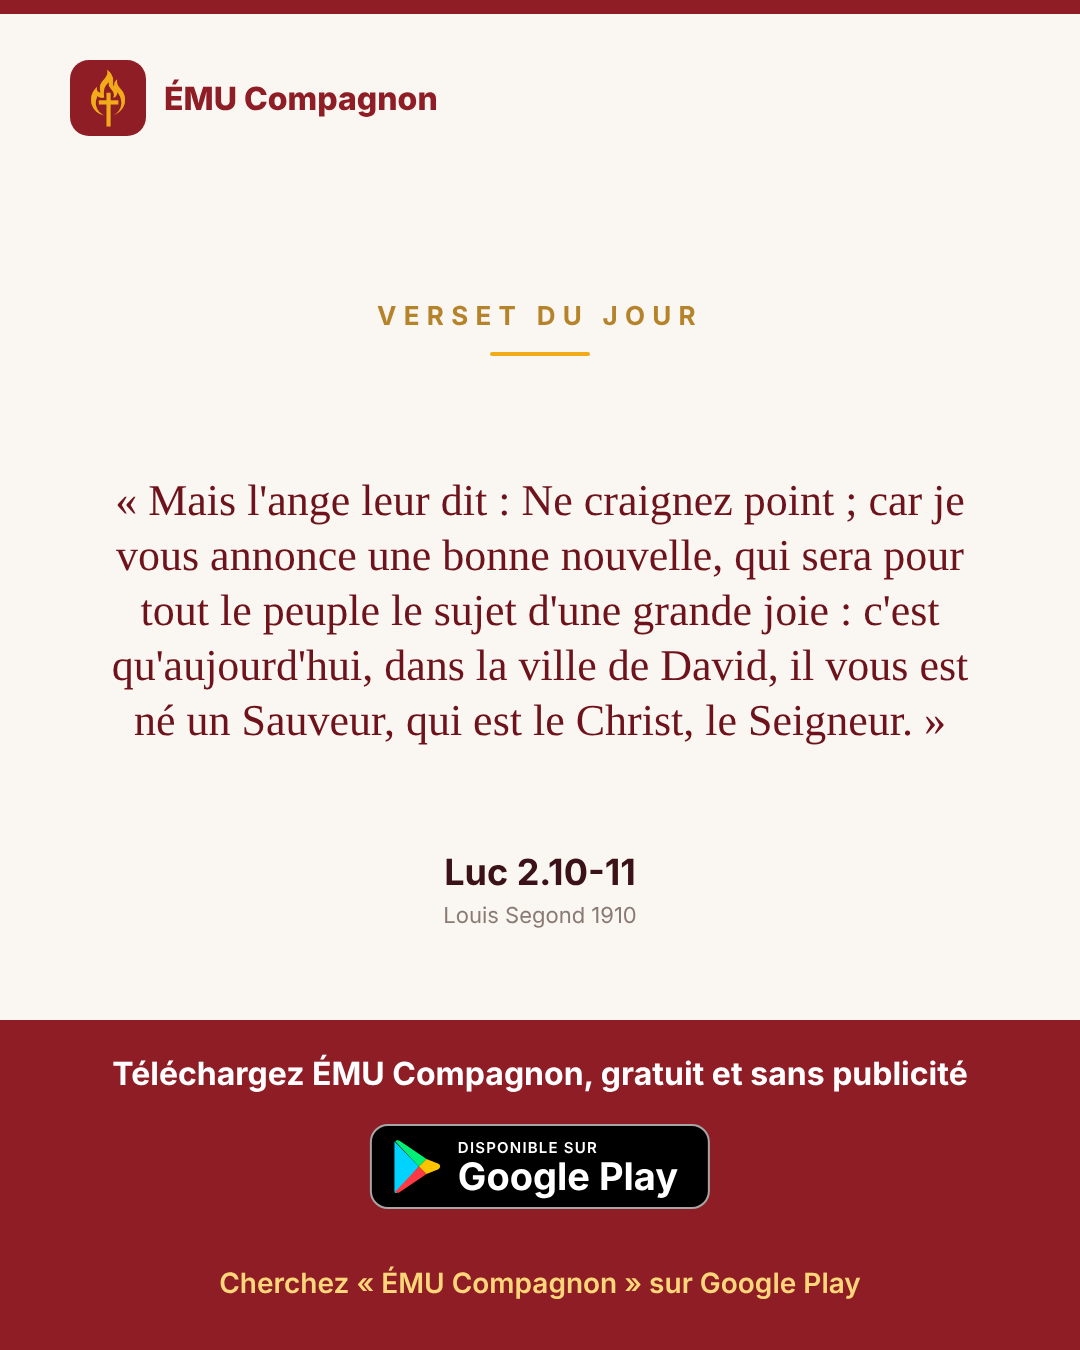 ÉMU Compagnon
VERSET DU JOUR
« Mais l'ange leur dit : Ne craignez point ; car je
vous annonce une bonne nouvelle, qui sera pour
tout le peuple le sujet d'une grande joie : c'est
qu'aujourd'hui, dans la ville de David, il vous est
né un Sauveur, qui est le Christ, le Seigneur. »
Luc 2.10-11
Louis Segond 1910
Téléchargez ÉMU Compagnon, gratuit et sans publicité
DISPONIBLE SUR
Google Play
Cherchez « ÉMU Compagnon » sur Google Play